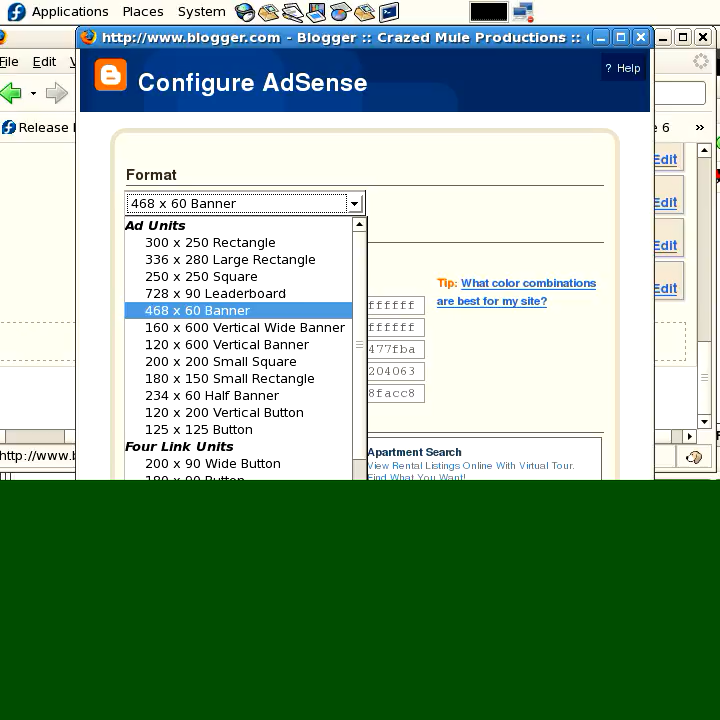 Applications Places System
http://www.blogger.com - Blogger :: Crazed Mule Productions ::
File Edit
Configure AdSense
? Help
Release
e 6 »
Format
468 x 60 Banner
Ad Units
300 x 250 Rectangle
336 x 280 Large Rectangle
250 x 250 Square
728 x 90 Leaderboard
468 x 60 Banner
160 x 600 Vertical Wide Banner
120 x 600 Vertical Banner
200 x 200 Small Square
180 x 150 Small Rectangle
234 x 60 Half Banner
120 x 200 Vertical Button
125 x 125 Button
Four Link Units
200 x 90 Wide Button
180 x 90 Button
Tip: What color combinations
are best for my site?
ffffff
ffffff
477fba
204063
8facc8
Edit
Edit
Edit
Edit
Apartment Search
View Rental Listings Online With Virtual Tour.
Find What You Want!
http://www.b